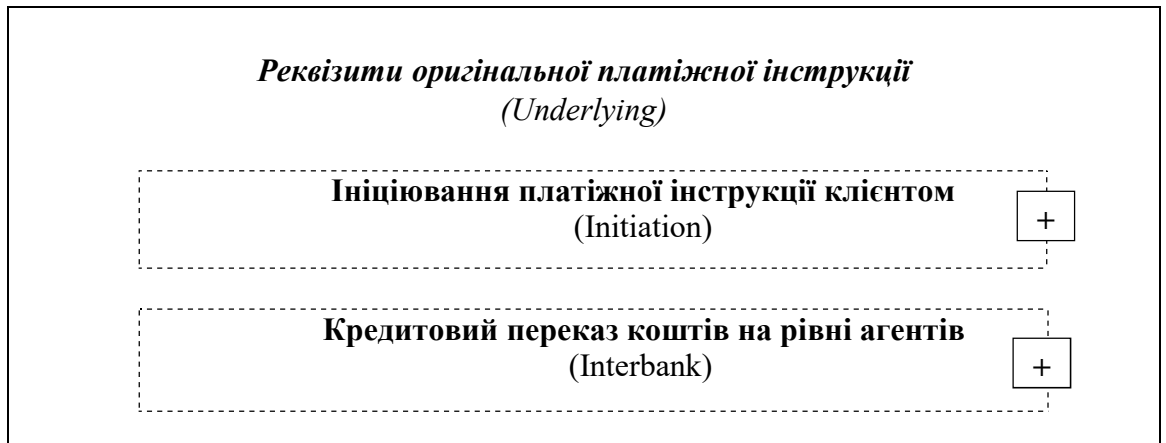 Реквізити оригінальної платіжної інструкції
(Underlying)
Ініціювання платіжної інструкції клієнтом
(Initiation)
+
Кредитовий переказ коштів на рівні агентів
(Interbank)
+